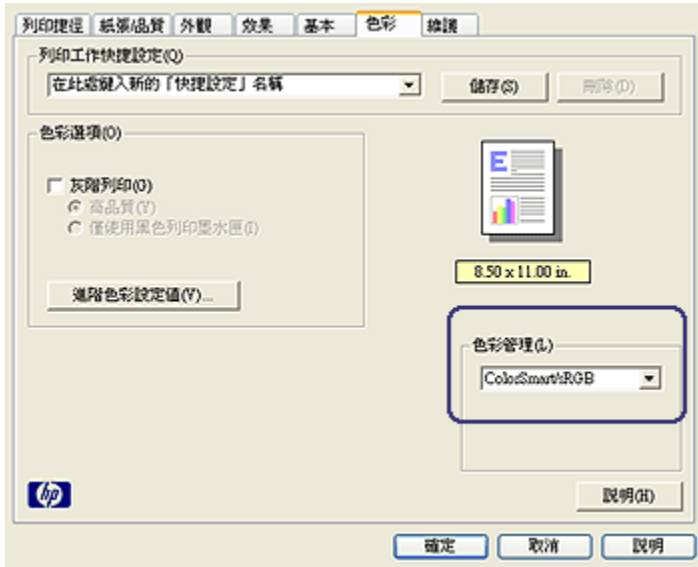 列印捷徑 紙張/品質 外觀 效果 基本 色彩 維護
列印工作快捷設定(Q)
在此處鍵入新的「快捷設定」名稱 儲存(S) 刪除(D)
色彩選項(O)
灰階列印(G)
高品質(Y)
僅使用黑色列印墨水匣(I)
E
8.50 x 11.00 in.
進階色彩設定值(V)...
色彩管理(L)
ColorSmart/sRGB
hp
說明(H)
確定 取消 說明